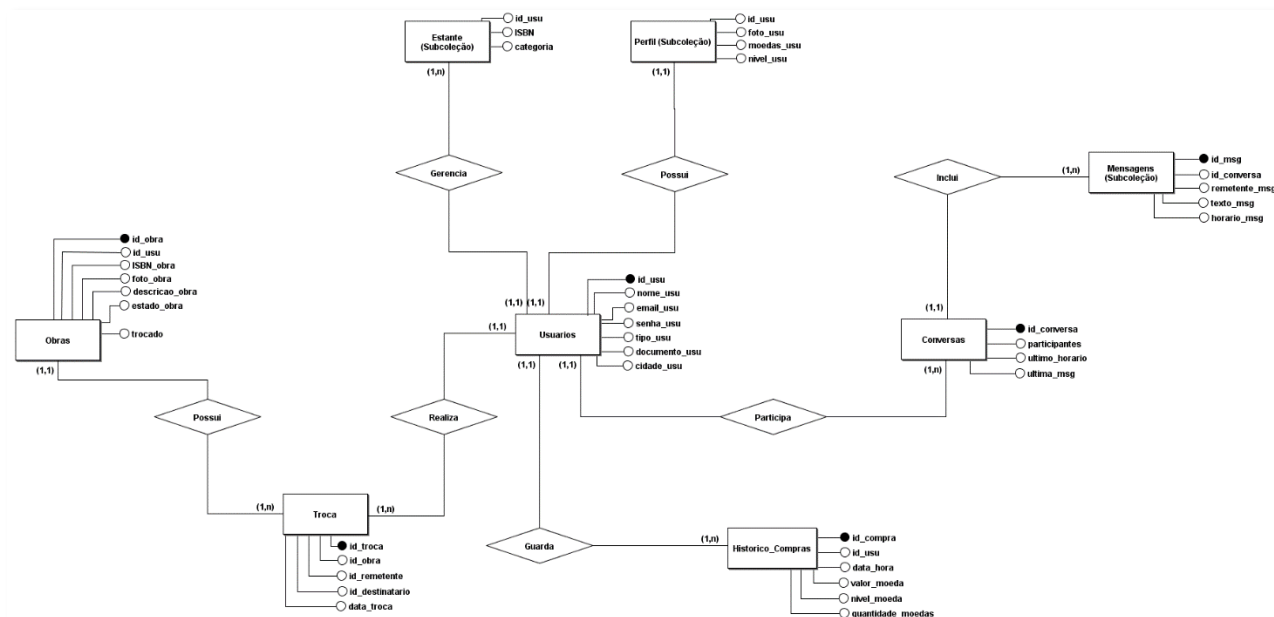 Estante
(Subcoleção)
id_usu
ISBN
categoria
(1,n)
Perfil (Subcoleção)
id_usu
foto_usu
moedas_usu
nivel_usu
(1,1)
Gerencia
Possui
Inclui
(1,n)
Mensagens
(Subcoleção)
id_msg
id_conversa
remetente_msg
texto_msg
horario_msg
id_obra
id_usu
ISBN_obra
foto_obra
descricao_obra
estado_obra
trocado
Obras
(1,1)
(1,1)
(1,1)
(1,1)
Usuarios
id_usu
nome_usu
email_usu
senha_usu
tipo_usu
documento_usu
cidade_usu
(1,1)
(1,1)
(1,1)
Conversas
id_conversa
participantes
ultimo_horario
ultima_msg
(1,n)
Possui
Realiza
Participa
(1,n)
Troca
(1,n)
id_troca
id_obra
id_remetente
id_destinatario
data_troca
Guarda
(1,n)
Historico_Compras
id_compra
id_usu
data_hora
valor_moeda
nivel_moeda
quantidade_moedas